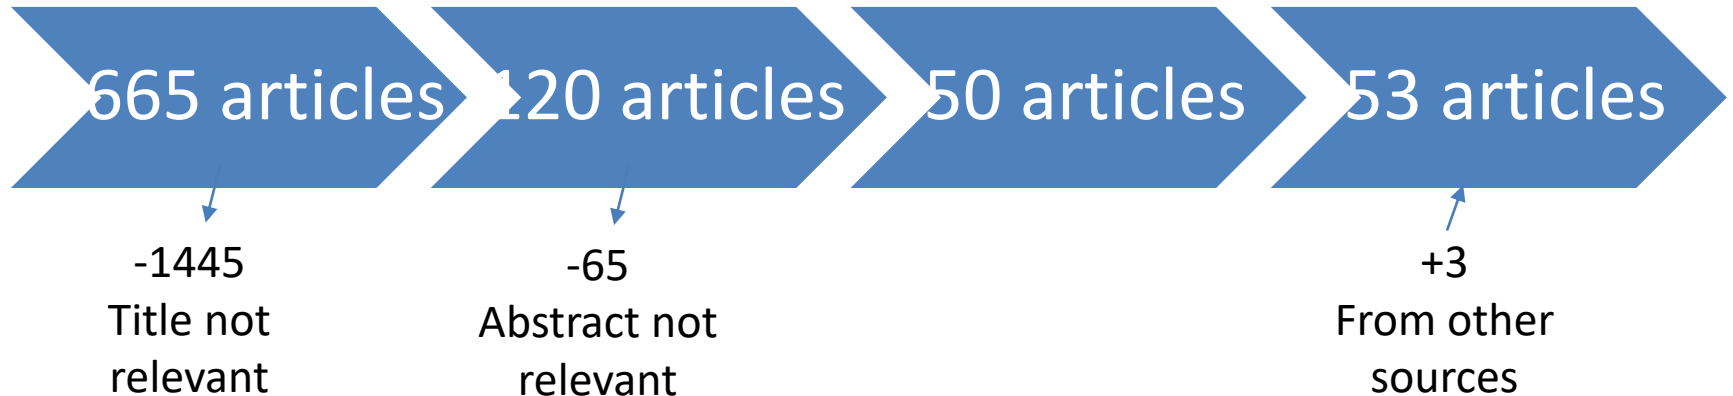 665 articles
120 articles
50 articles
53 articles
-1445
Title not
relevant
-65
Abstract not
relevant
+3
From other
sources